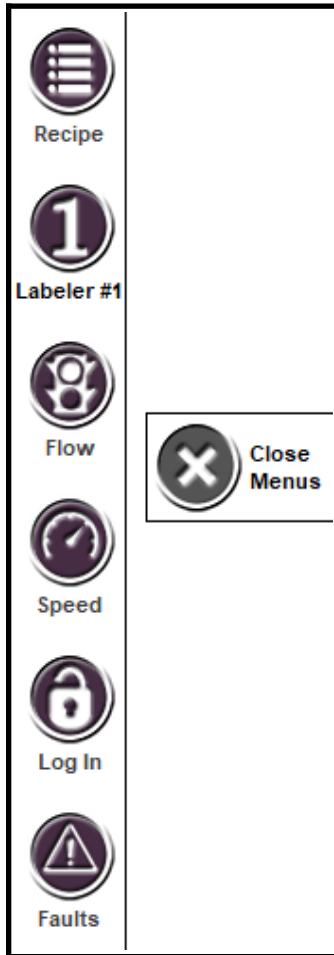 Recipe
1
Labeler #1
Flow
Close
Menus
Speed
Log In
Faults